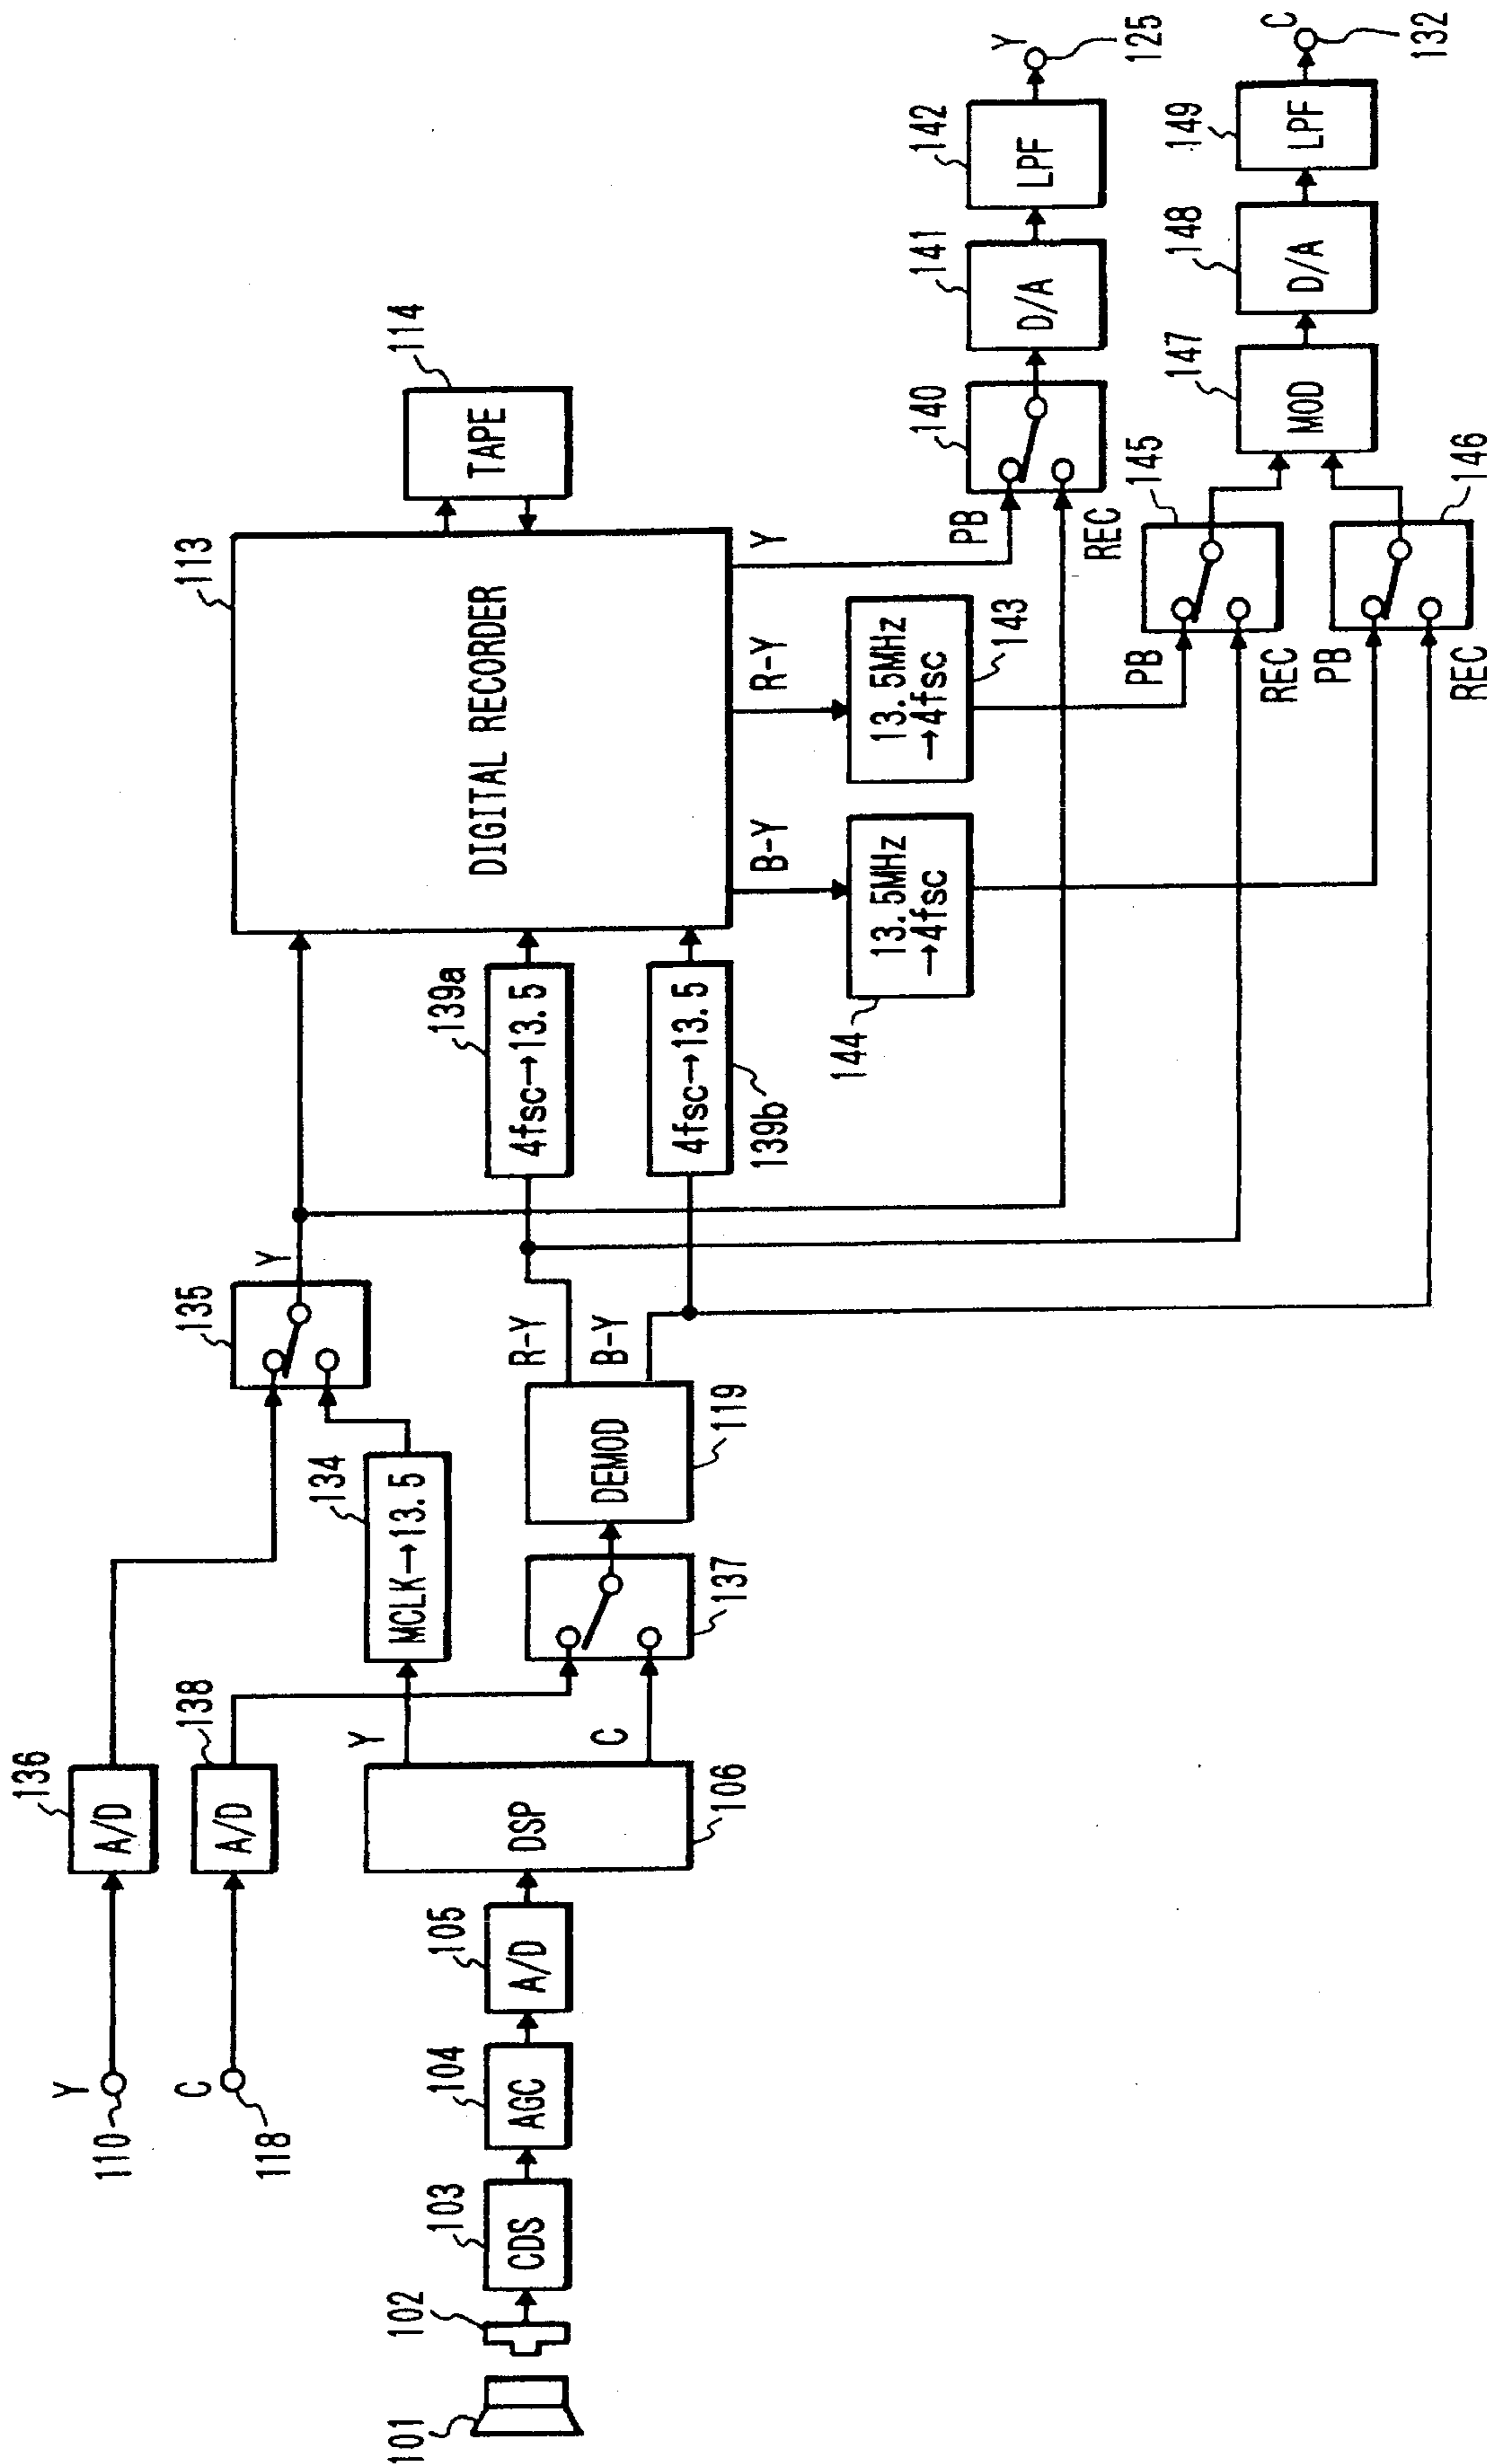 Y
110
136
A/D
C
118
138
A/D
101
102
103
CDS
104
AGC
105
A/D
DSP
106
Y
C
134
MCLK→13.5
135
Y
137
DEMOD
119
R-Y
B-Y
139a
4fsc→13.5
4fsc→13.5
139b
113
DIGITAL RECORDER
114
TAPE
B-Y
R-Y
Y
13.5MHz
→4fsc
144
13.5MHz
→4fsc
143
PB
REC
140
141
D/A
142
LPF
Y
125
PB
REC
145
PB
REC
146
147
MOD
148
D/A
149
LPF
C
132